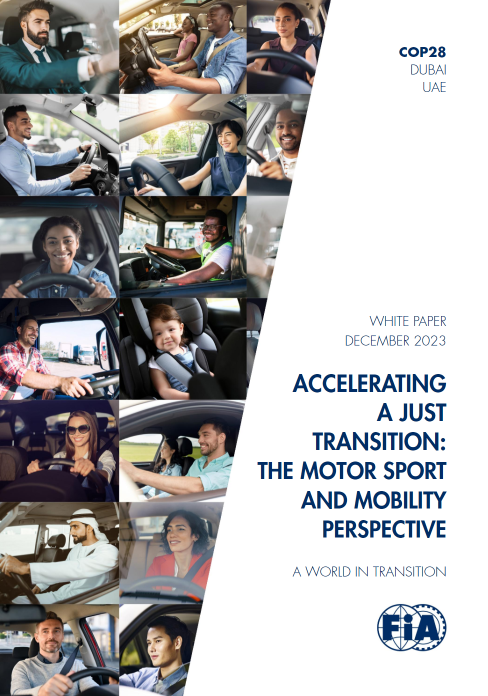 COP28
DUBAI
UAE
WHITE PAPER
DECEMBER 2023
ACCELERATING
A JUST
TRANSITION:
THE MOTOR SPORT
AND MOBILITY
PERSPECTIVE
A WORLD IN TRANSITION
FiA